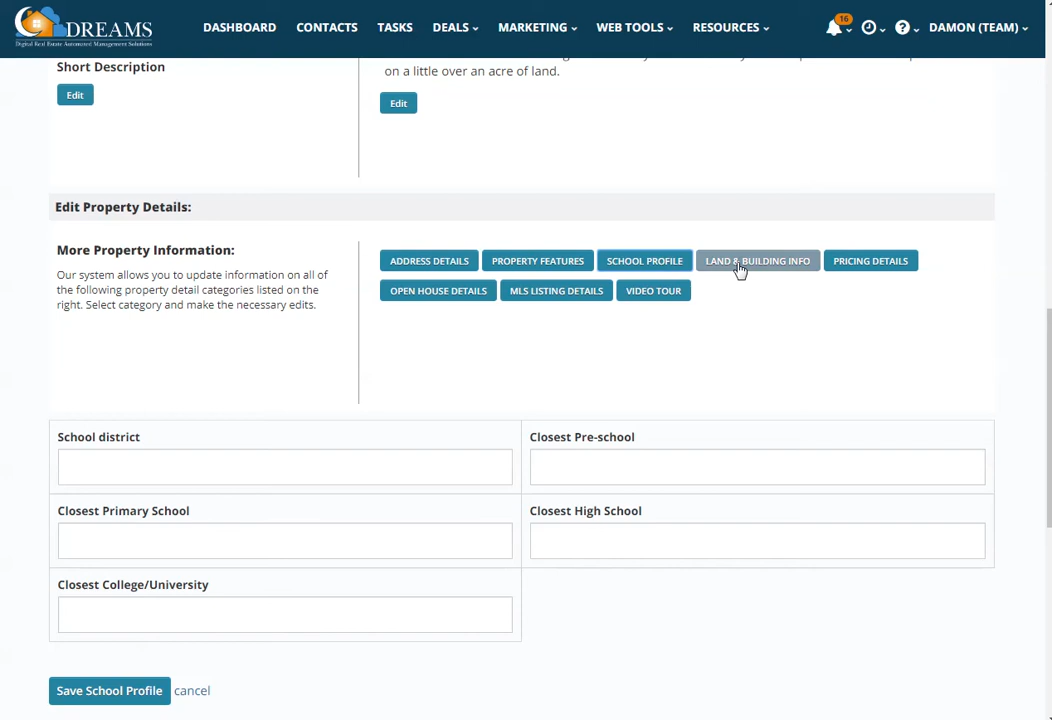 DREAMS
Digital Real Estate Automated Management Solutions
DASHBOARD
CONTACTS
TASKS
DEALS
MARKETING
WEB TOOLS
RESOURCES
16
DAMON (TEAM)
Short Description
Edit
on a little over an acre of land.
Edit
Edit Property Details:
More Property Information:
Our system allows you to update information on all of
the following property detail categories listed on the
right. Select category and make the necessary edits.
ADDRESS DETAILS
PROPERTY FEATURES
SCHOOL PROFILE
LAND & BUILDING INFO
PRICING DETAILS
OPEN HOUSE DETAILS
MLS LISTING DETAILS
VIDEO TOUR
School district
Closest Pre-school
Closest Primary School
Closest High School
Closest College/University
Save School Profile
cancel